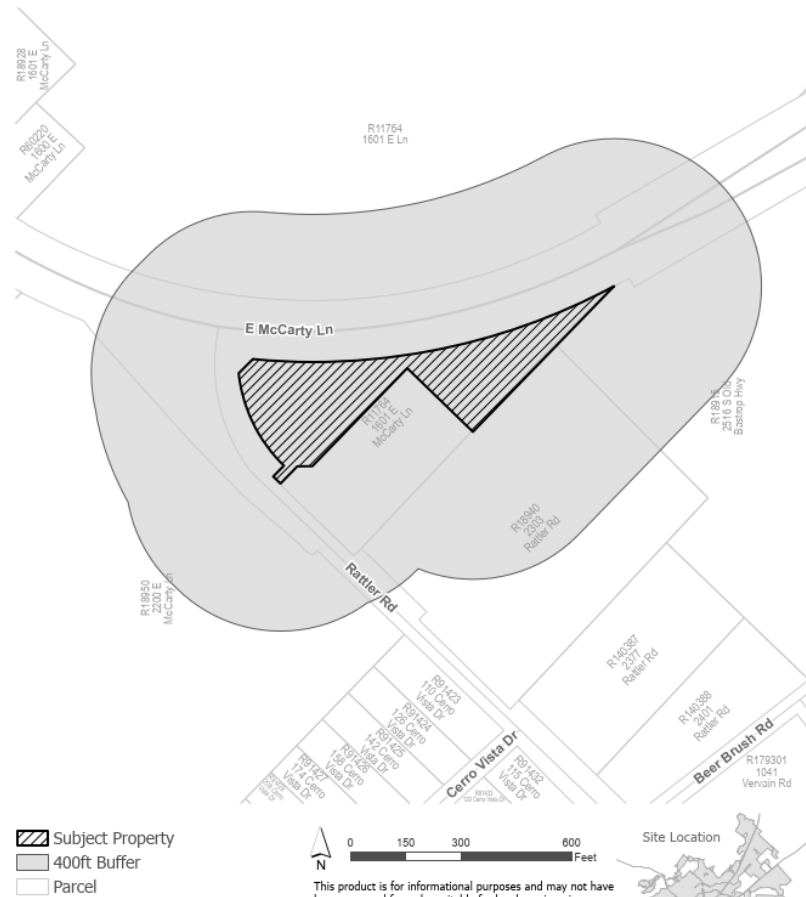 R18928
1601 E
McCarty Ln
R60220
1600 E
McCarty Ln
R11764
1601 E Ln
E McCarty Ln
R11764
1601 E
McCarty Ln
R18915
2516 S Old
Bastrop Hwy
R18940
2303
Rattler Rd
R18950
2200 E
McCarty Ln
Rattler Rd
R140387
2377
Rattler Rd
R140388
2401
Rattler Rd
Beer Brush Rd
R179301
1041
Vervain Rd
R91423
110 Cerro
Vista Dr
R91424
126 Cerro
Vista Dr
R91425
142 Cerro
Vista Dr
R91426
158 Cerro
Vista Dr
R91427
174 Cerro
Vista Dr
Cerro Vista Dr
R91432
115 Cerro
Vista Dr
Subject Property
400ft Buffer
Parcel
N
0 150 300 600
Feet
Site Location
This product is for informational purposes and may not have